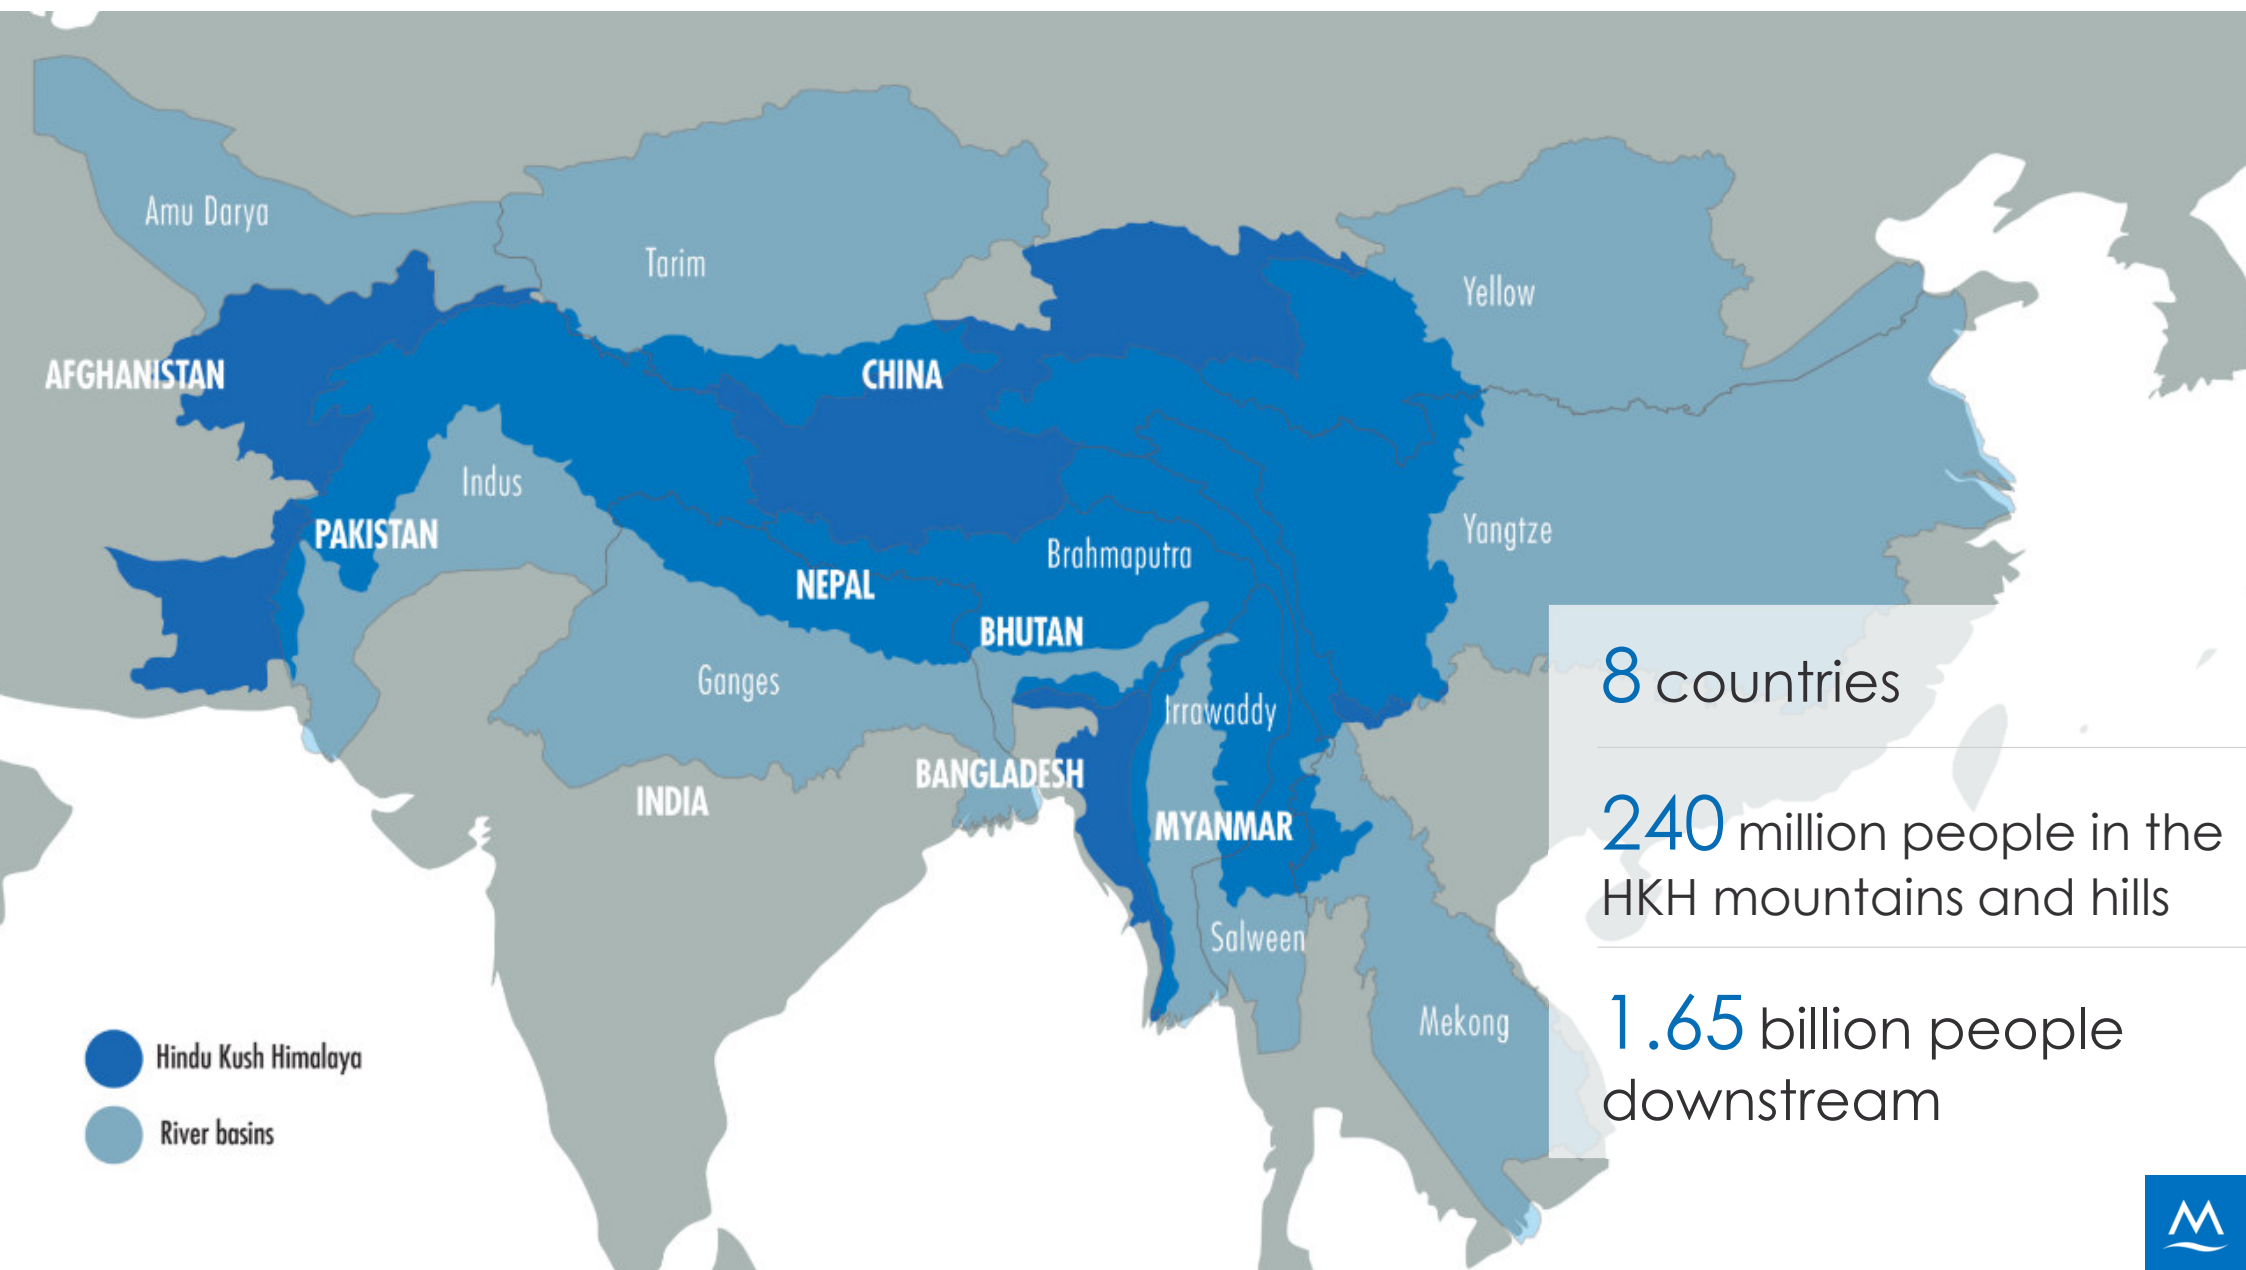 Amu Darya
Tarim
Yellow
AFGHANISTAN
CHINA
Indus
PAKISTAN
Yangtze
Brahmaputra
NEPAL
BHUTAN
Ganges
Irrawaddy
INDIA
BANGLADESH
MYANMAR
Salween
Mekong
Hindu Kush Himalaya
River basins
8 countries
240 million people in the
HKH mountains and hills
1.65 billion people
downstream